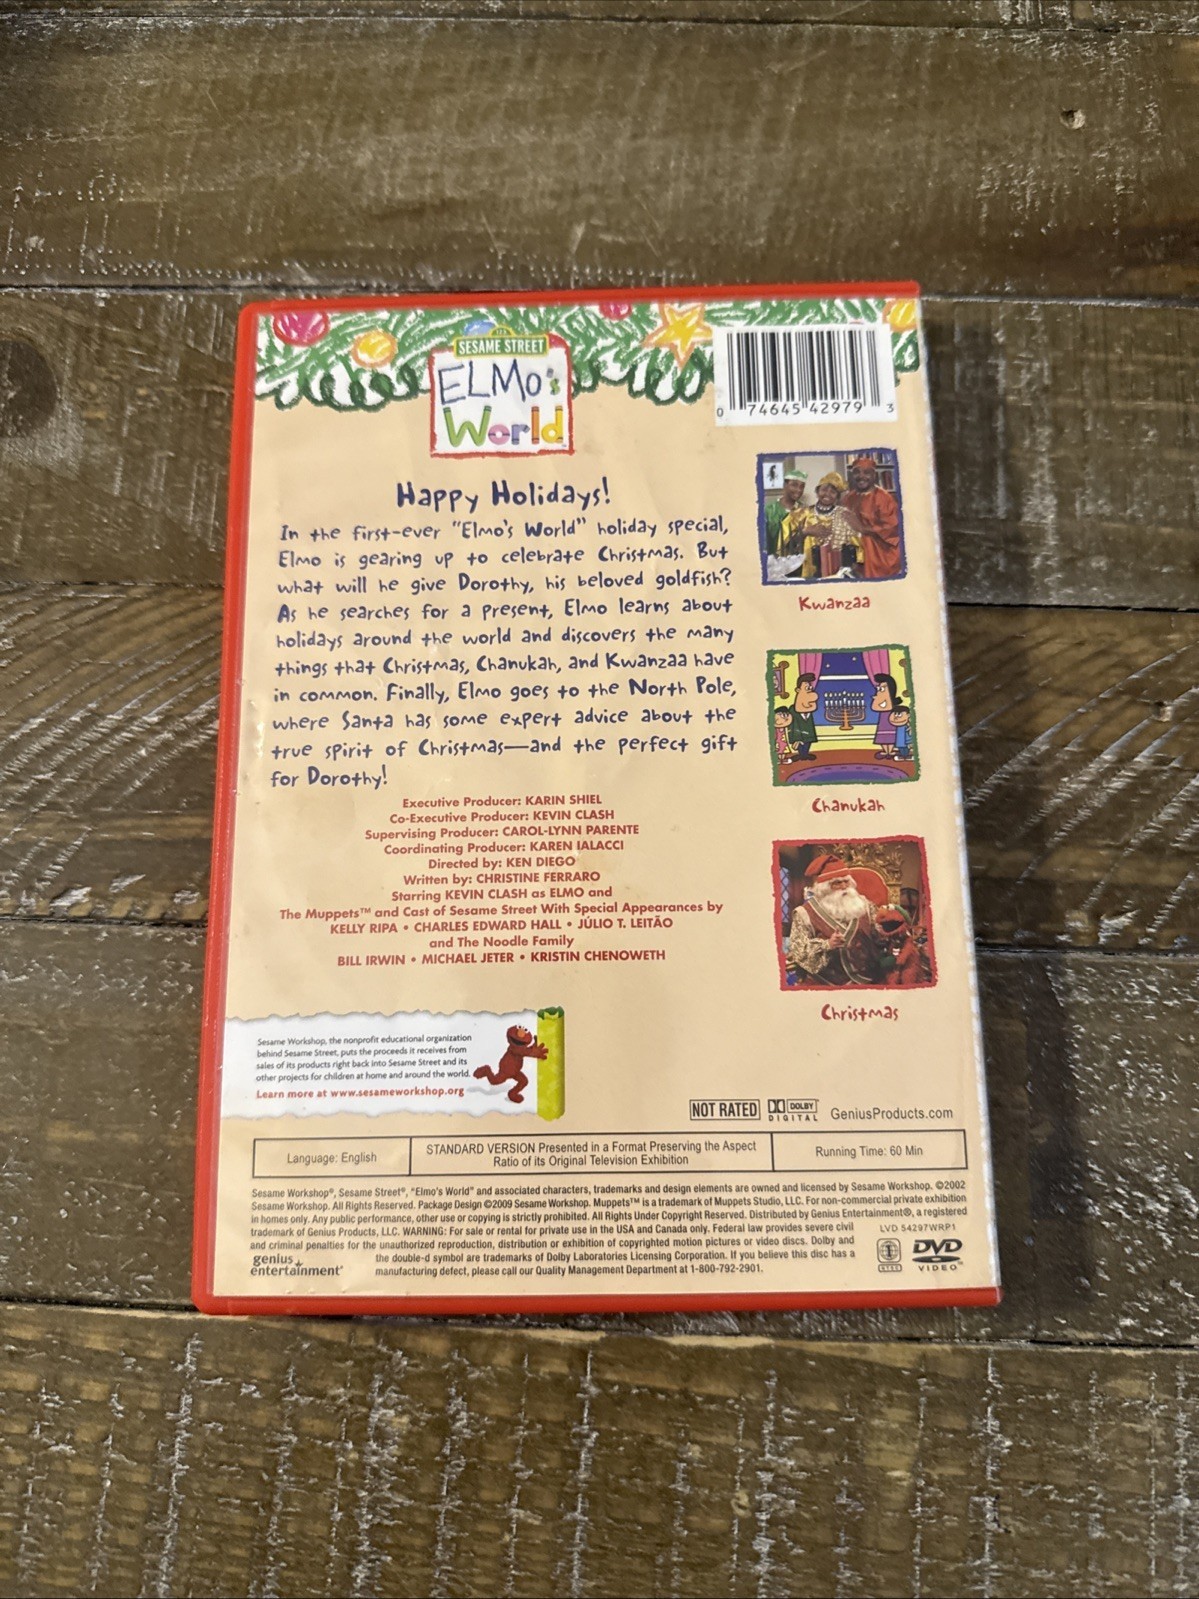 SESAME STREET
ELMO's
World
0 74645 42979 3
Happy Holidays!
In the first-ever "Elmo's World" holiday special,
Elmo is gearing up to celebrate Christmas. But
what will he give Dorothy, his beloved goldfish?
As he searches for a present, Elmo learns about
holidays around the world and discovers the many
things that Christmas, Chanukah, and Kwanzaa have
in common. Finally, Elmo goes to the North Pole,
where Santa has some expert advice about the
true spirit of Christmas—and the perfect gift
for Dorothy!
Kwanzaa
Chanukah
Christmas
Executive Producer: KARIN SHIEL
Co-Executive Producer: KEVIN CLASH
Supervising Producer: CAROL-LYNN PARENTE
Coordinating Producer: KAREN IALACCI
Directed by: KEN DIEGO
Written by: CHRISTINE FERRARO
Starring KEVIN CLASH as ELMO and
The Muppets™ and Cast of Sesame Street With Special Appearances by
KELLY RIPA • CHARLES EDWARD HALL • JÚLIO T. LEITÃO
and The Noodle Family
BILL IRWIN • MICHAEL JETER • KRISTIN CHENOWETH
Sesame Workshop, the nonprofit educational organization
behind Sesame Street, puts the proceeds it receives from
sales of its products right back into Sesame Street and its
other projects for children at home and around the world.
Learn more at www.sesameworkshop.org
NOT RATED
DOLBY
DIGITAL
GeniusProducts.com
Language: English
STANDARD VERSION Presented in a Format Preserving the Aspect
Ratio of its Original Television Exhibition
Running Time: 60 Min
Sesame Workshop®, Sesame Street®, "Elmo's World" and associated characters, trademarks and design elements are owned and licensed by Sesame Workshop. ©2002
Sesame Workshop. All Rights Reserved. Package Design ©2009 Sesame Workshop. Muppets™ is a trademark of Muppets Studio, LLC. For non-commercial private exhibition
in homes only. Any public performance, other use or copying is strictly prohibited. All Rights Under Copyright Reserved. Distributed by Genius Entertainment®, a registered
trademark of Genius Products, LLC. WARNING: For sale or rental for private use in the USA and Canada only. Federal law provides severe civil
and criminal penalties for the unauthorized reproduction, distribution or exhibition of copyrighted motion pictures or video discs. Dolby and
the double-d symbol are trademarks of Dolby Laboratories Licensing Corporation. If you believe this disc has a
manufacturing defect, please call our Quality Management Department at 1-800-792-2901.
LVD 54297WRP1
genius
entertainment
DVD
VIDEO